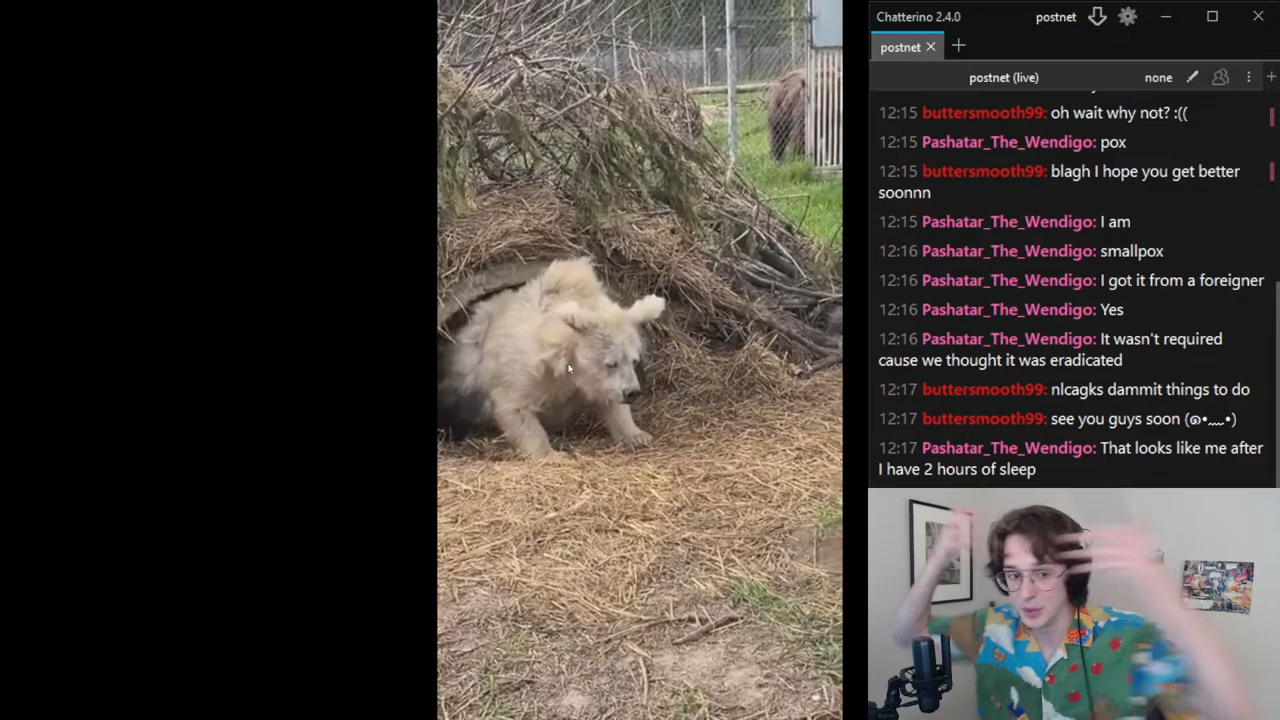 Chatterino 2.4.0
postnet
postnet
postnet (live)
none
12:15 buttersmooth99: oh wait why not? :((
12:15 Pashatar_The_Wendigo: pox
12:15 buttersmooth99: blagh I hope you get better
soonnn
12:15 Pashatar_The_Wendigo: I am
12:16 Pashatar_The_Wendigo: smallpox
12:16 Pashatar_The_Wendigo: I got it from a foreigner
12:16 Pashatar_The_Wendigo: Yes
12:16 Pashatar_The_Wendigo: It wasn't required
cause we thought it was eradicated
12:17 buttersmooth99: nlcagks dammit things to do
12:17 buttersmooth99: see you guys soon (๑•﹏•)
12:17 Pashatar_The_Wendigo: That looks like me after
I have 2 hours of sleep